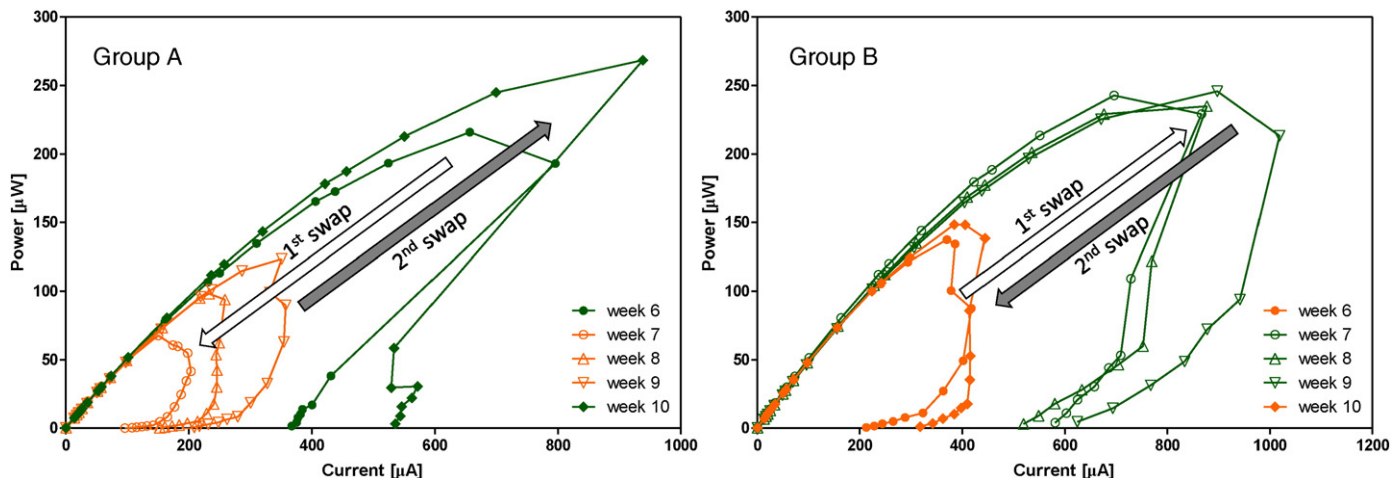 Group A
Power [µW]
300
250
200
150
100
50
0
1st swap
2nd swap
week 6
week 7
week 8
week 9
week 10
0
200
400
600
800
1000
Current [µA]
Group B
Power [µW]
300
250
200
150
100
50
0
1st swap
2nd swap
week 6
week 7
week 8
week 9
week 10
0
200
400
600
800
1000
1200
Current [µA]